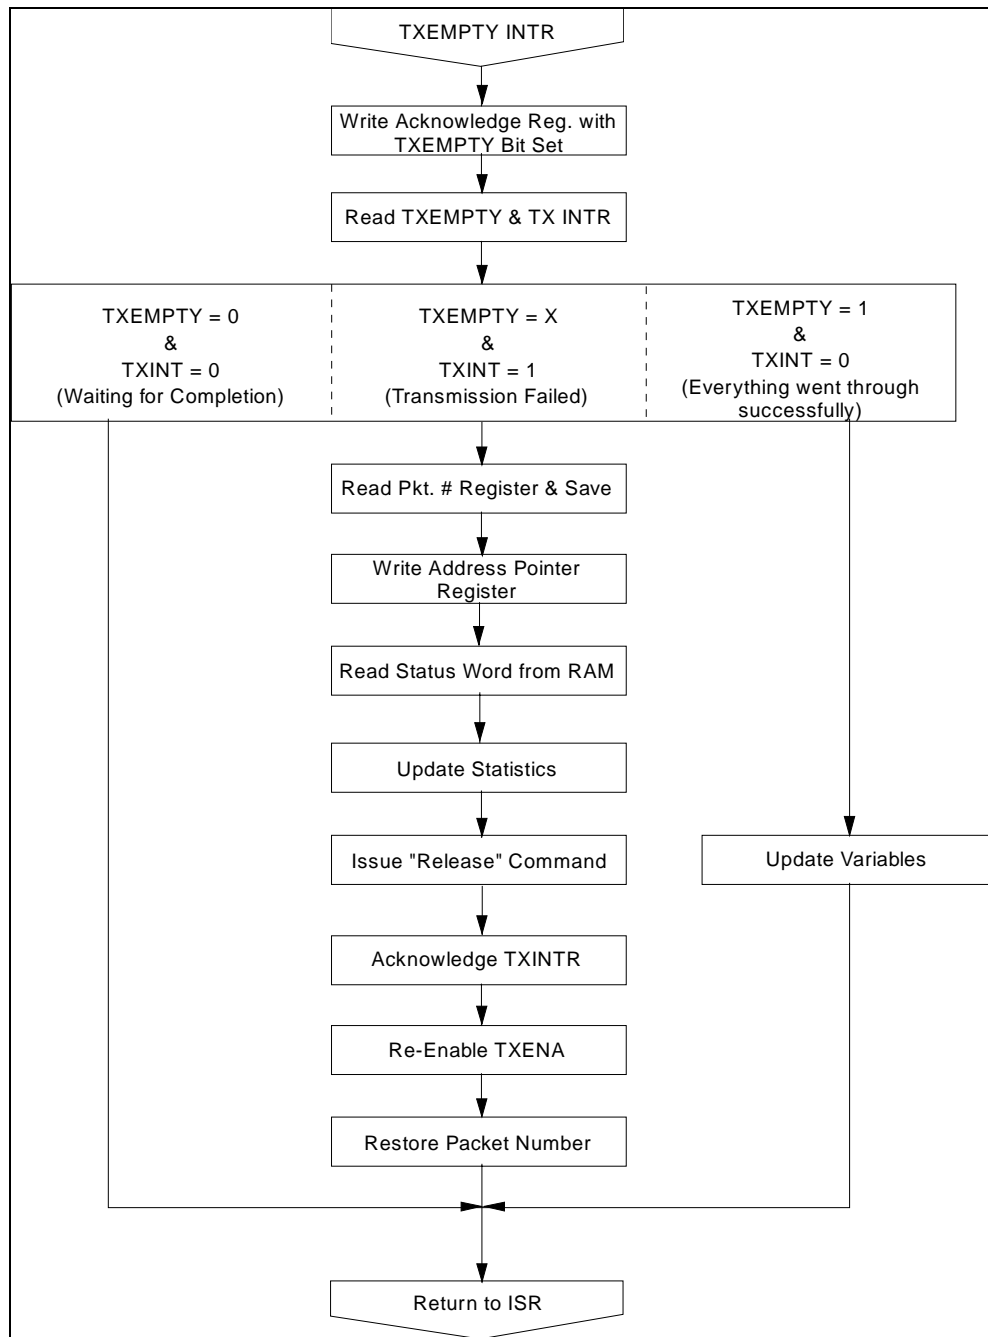 TXEMPTY INTR
Write Acknowledge Reg. with
TXEMPTY Bit Set
Read TXEMPTY & TX INTR
TXEMPTY = 0
&
TXINT = 0
(Waiting for Completion)
TXEMPTY = X
&
TXINT = 1
(Transmission Failed)
TXEMPTY = 1
&
TXINT = 0
(Everything went through
successfully)
Read Pkt. # Register & Save
Write Address Pointer
Register
Read Status Word from RAM
Update Statistics
Issue "Release" Command
Update Variables
Acknowledge TXINTR
Re-Enable TXENA
Restore Packet Number
Return to ISR